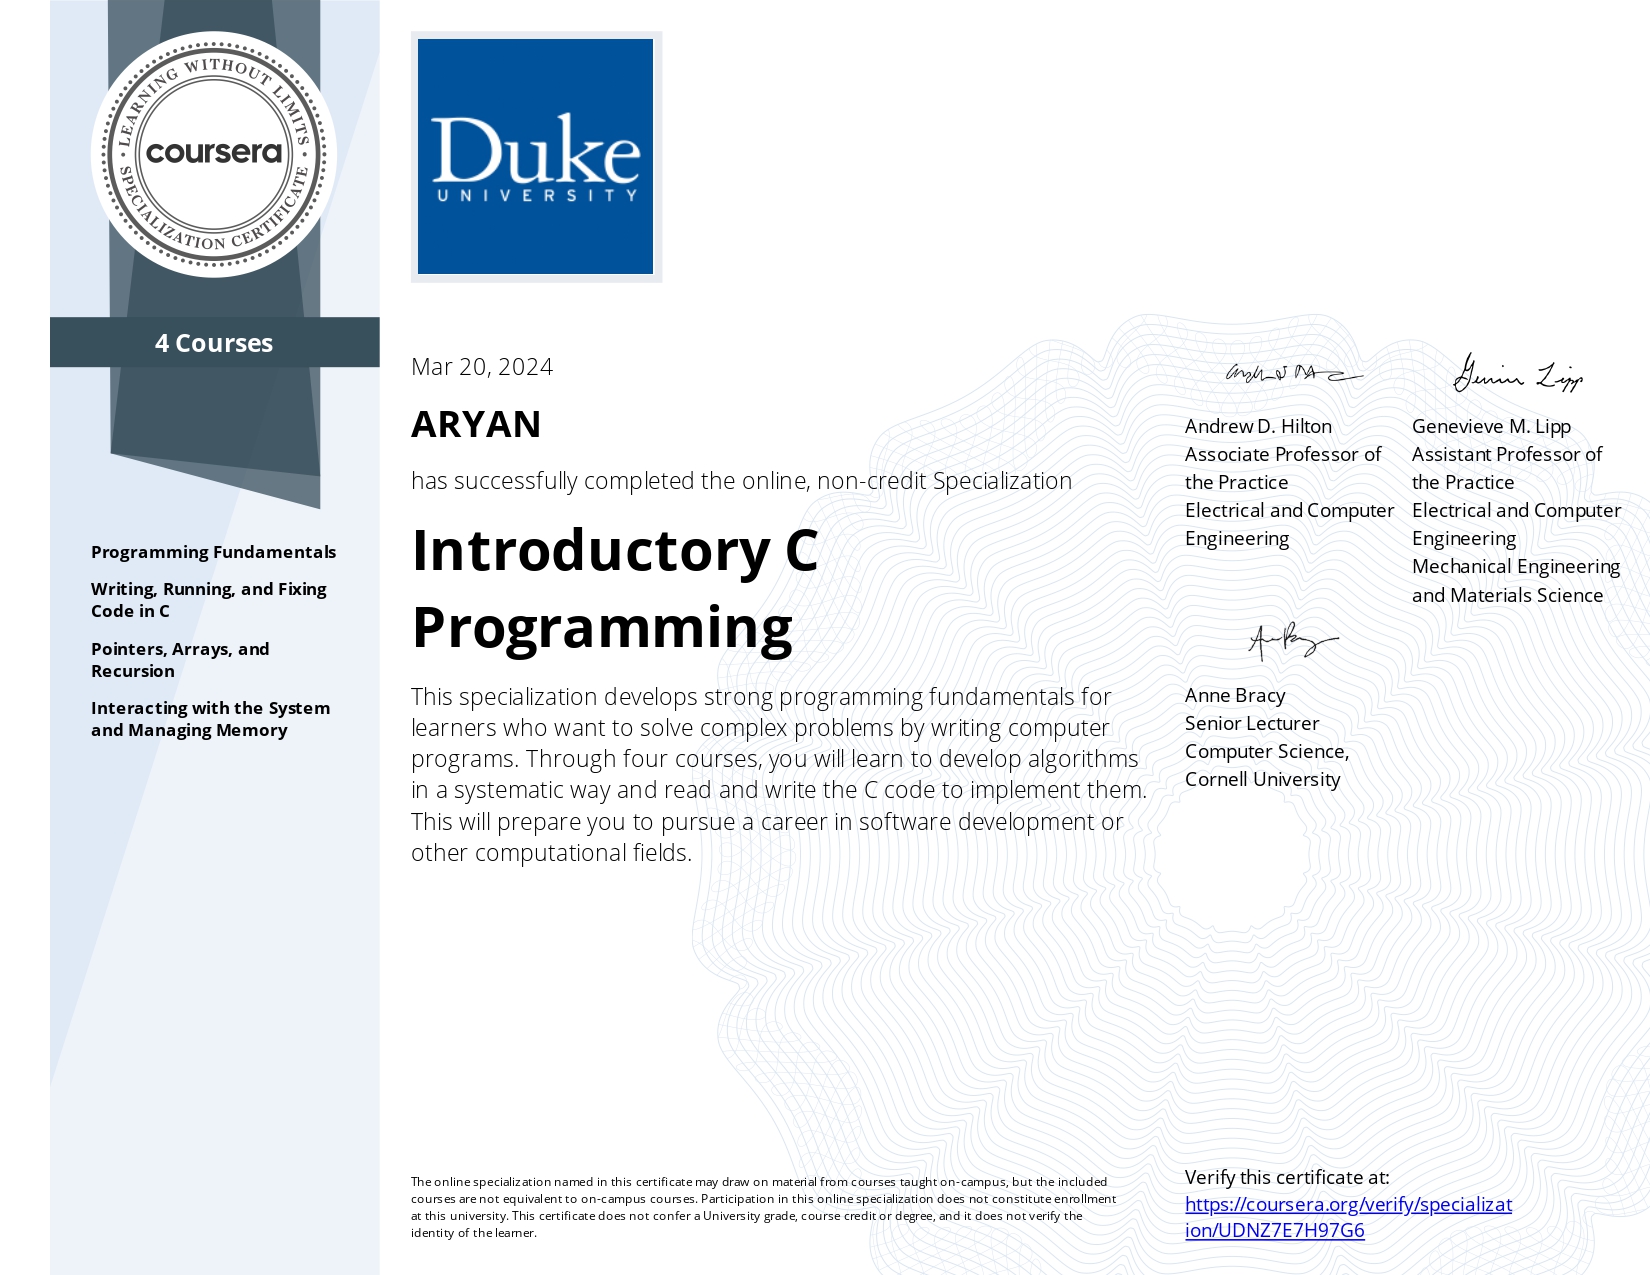 LEARNING WITHOUT LIMITS
coursera
SPECIALIZATION CERTIFICATE
4 Courses
Programming Fundamentals
Writing, Running, and Fixing
Code in C
Pointers, Arrays, and
Recursion
Interacting with the System
and Managing Memory
Duke
UNIVERSITY
Mar 20, 2024
ARYAN
has successfully completed the online, non-credit Specialization
Introductory C
Programming
This specialization develops strong programming fundamentals for
learners who want to solve complex problems by writing computer
programs. Through four courses, you will learn to develop algorithms
in a systematic way and read and write the C code to implement them.
This will prepare you to pursue a career in software development or
other computational fields.
Andrew D. Hilton
Associate Professor of
the Practice
Electrical and Computer
Engineering
Genevieve M. Lipp
Assistant Professor of
the Practice
Electrical and Computer
Engineering
Mechanical Engineering
and Materials Science
Anne Bracy
Senior Lecturer
Computer Science,
Cornell University
The online specialization named in this certificate may draw on material from courses taught on-campus, but the included
courses are not equivalent to on-campus courses. Participation in this online specialization does not constitute enrollment
at this university. This certificate does not confer a University grade, course credit or degree, and it does not verify the
identity of the learner.
Verify this certificate at:
https://coursera.org/verify/specializat
ion/UDNZ7E7H97G6